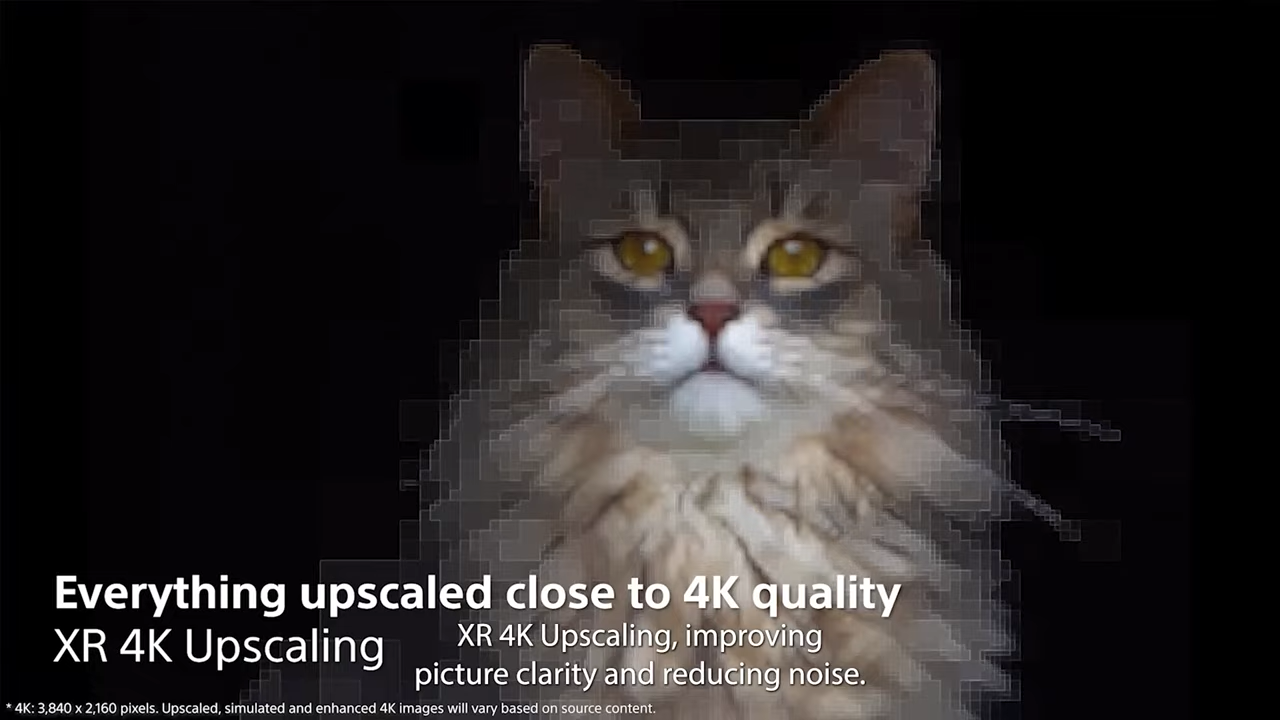 Everything upscaled close to 4K quality
XR 4K Upscaling
XR 4K Upscaling, improving
picture clarity and reducing noise.
* 4K: 3,840 x 2,160 pixels. Upscaled, simulated and enhanced 4K images will vary based on source content.